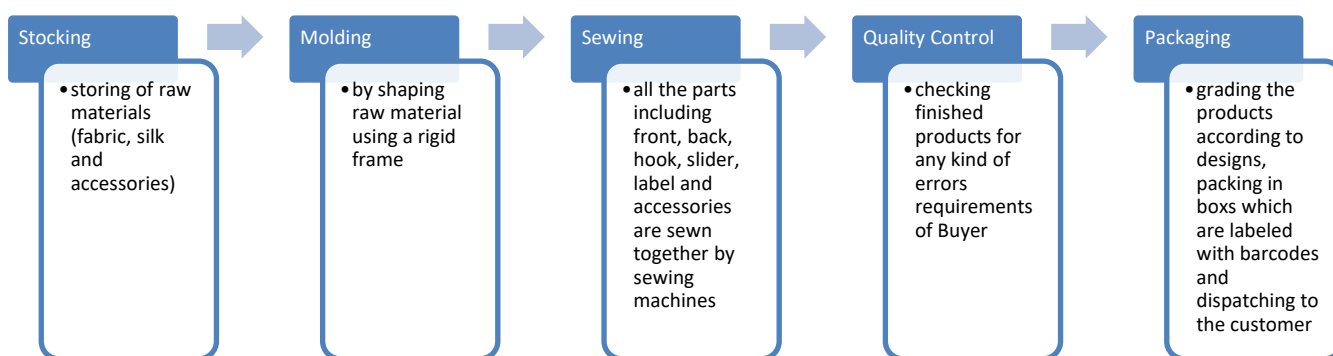 Stocking
•storing of raw
materials
(fabric, silk
and
accessories)
Molding
•by shaping
raw material
using a rigid
frame
Sewing
•all the parts
including
front, back,
hook, slider,
label and
accessories
are sewn
together by
sewing
machines
Quality Control
•checking
finished
products for
any kind of
errors
requirements
of Buyer
Packaging
•grading the
products
according to
designs,
packing in
boxs which
are labeled
with barcodes
and
dispatching to
the customer